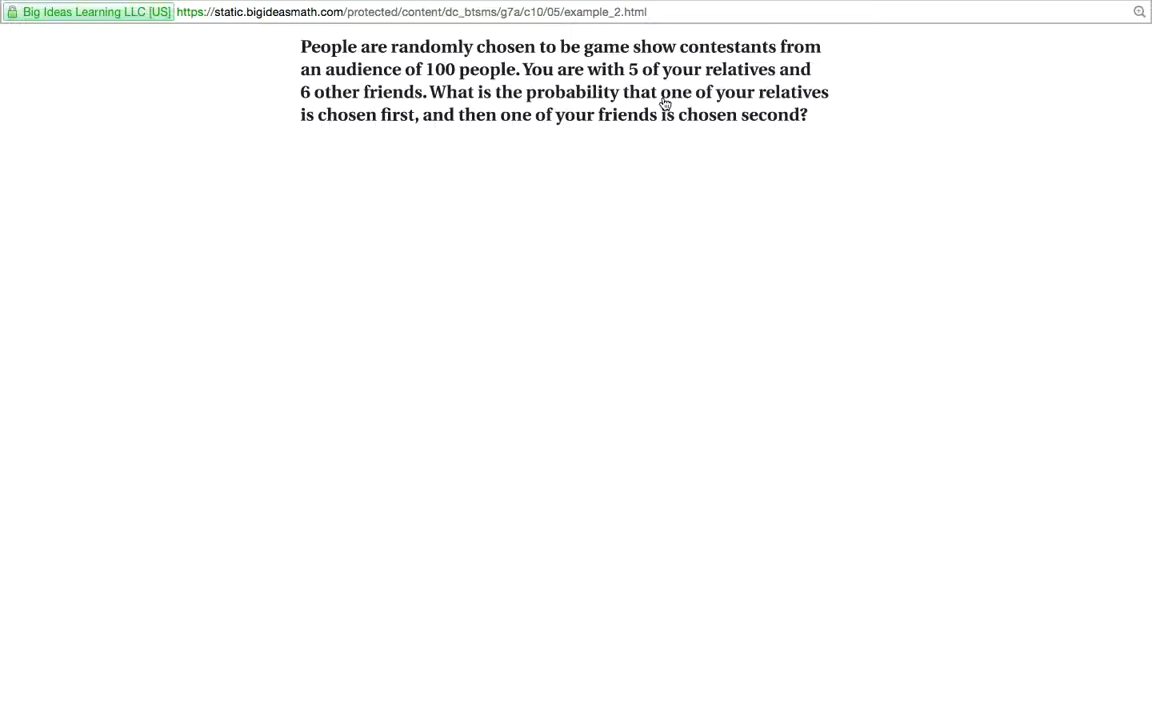 Big Ideas Learning LLC [US] https://static.bigideasmath.com/protected/content/dc_btsms/g7a/c10/05/example_2.html
People are randomly chosen to be game show contestants from
an audience of 100 people. You are with 5 of your relatives and
6 other friends. What is the probability that one of your relatives
is chosen first, and then one of your friends is chosen second?